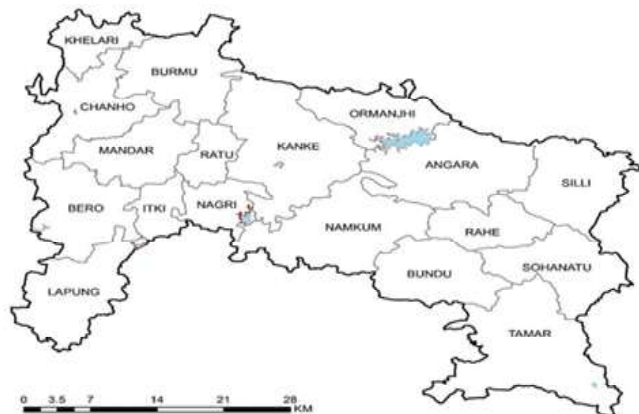 KHELARI
BURMU
ORMANJHI
CHANHO
KANKE
MANDAR
RATU
ANGARA
SILLI
BERO
ITKI
NAGRI
NAMKUM
RAHE
BUNDU
SOHANATU
LAPUNG
TAMAR
0 3.5 7 14 21 28
KM